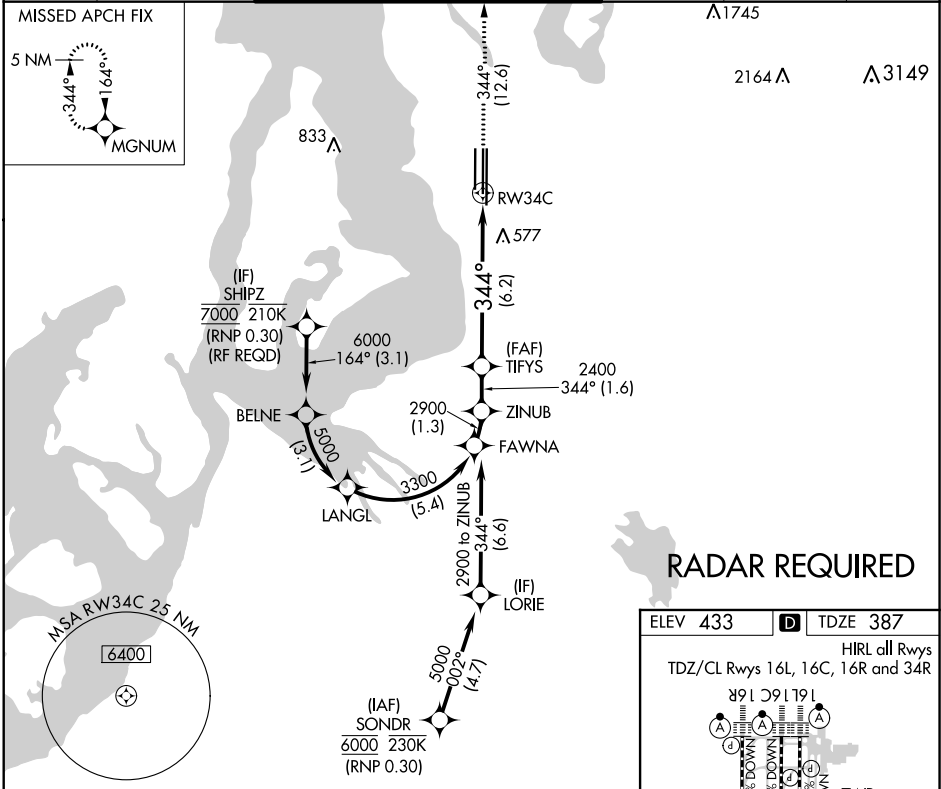 MISSED APCH FIX
5 NM
344°
164°
MGNUM
1745
2164
3149
344°
(12.6)
833
RW34C
577
344°
(6.2)
(IF)
SHIPZ
7000 210K
(RNP 0.30)
(RF REQD)
6000
164° (3.1)
(FAF)
TIFYS
2400
344° (1.6)
BELNE
ZINUB
2900
(1.3)
FAWNA
5000
(3.1)
3300
(5.4)
LANGL
2900 to ZINUB
344°
(6.6)
(IF)
LORIE
RADAR REQUIRED
MSA RW34C 25 NM
6400
5000
002°
(4.7)
(IAF)
SONDR
6000 230K
(RNP 0.30)
ELEV 433 D TDZE 387
HIRL all Rwys
TDZ/CL Rwys 16L, 16C, 16R and 34R
16R 16C 16L
A A A
P
P
P
% DOWN
% DOWN